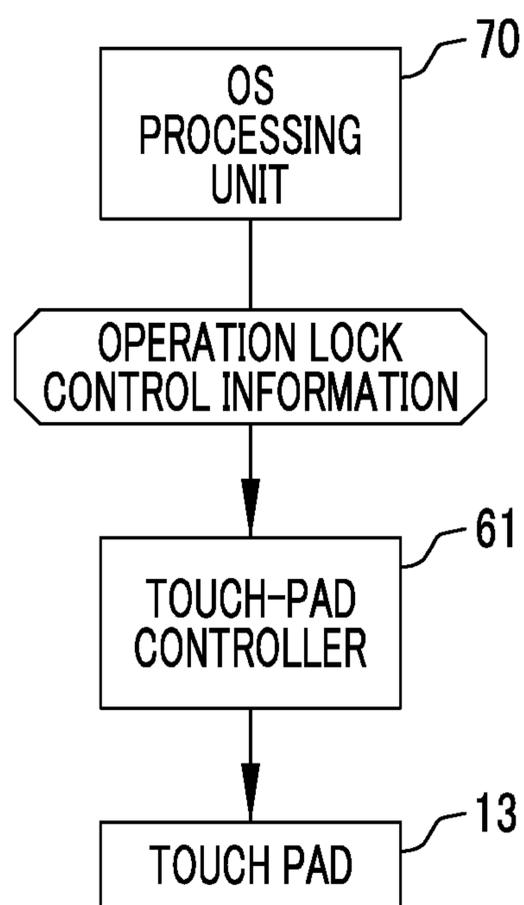 70
OS
PROCESSING
UNIT
OPERATION LOCK
CONTROL INFORMATION
61
TOUCH-PAD
CONTROLLER
13
TOUCH PAD